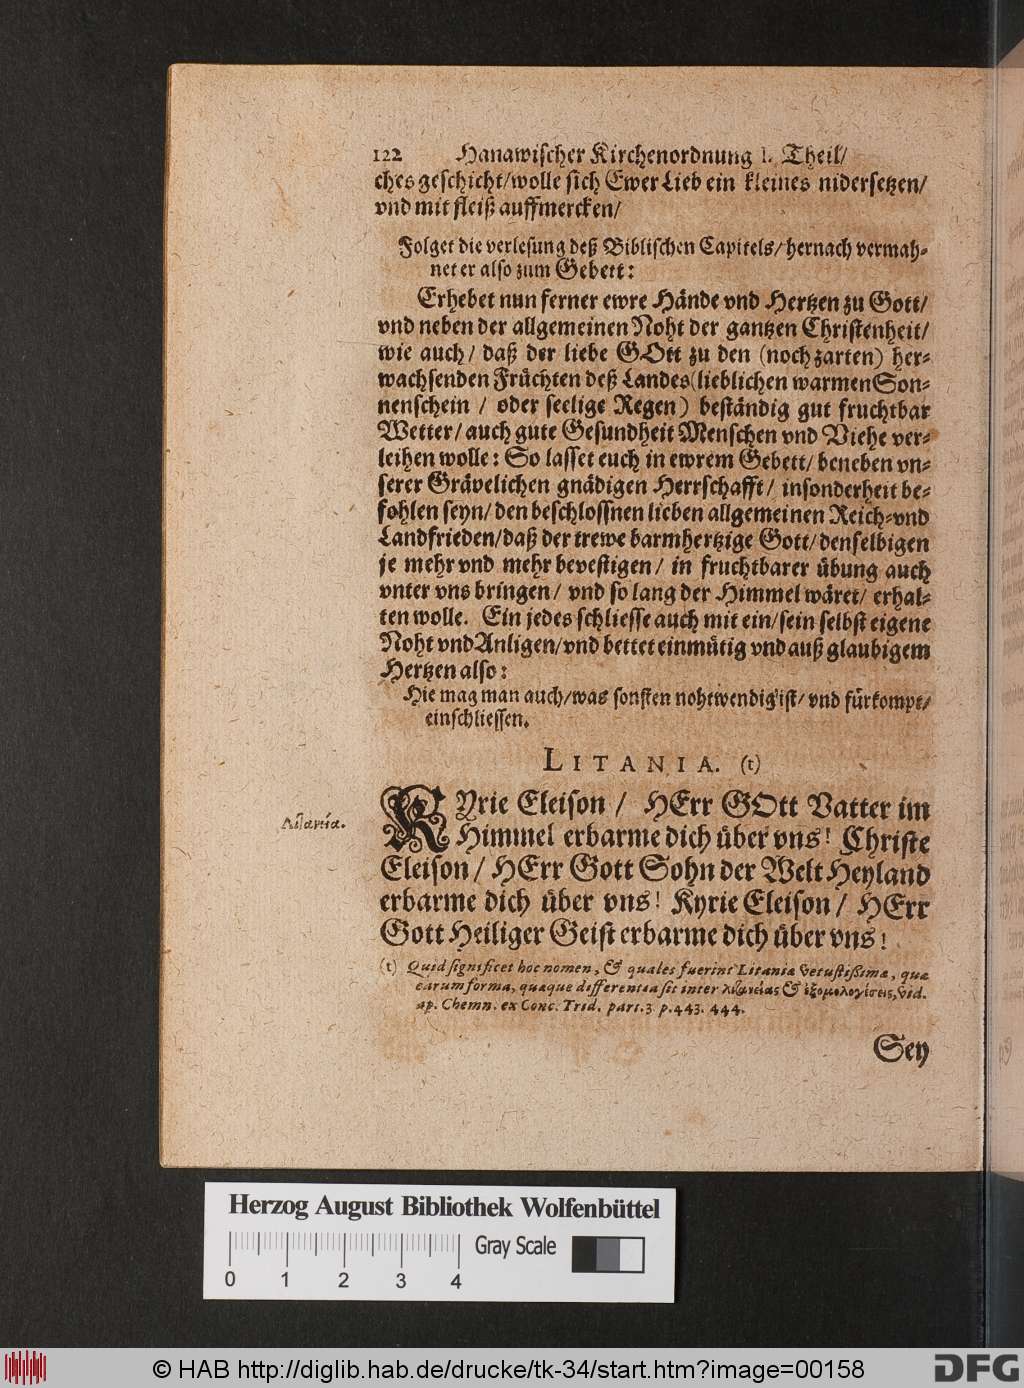 122 Hanawischer Kirchenordnung I. Theil/
ches geschicht/wolle sich Ewer Lieb ein kleines nidersetzen/
vnd mit fleiß auffmercken/
Folget die verlesung deß Biblischen Capitels/hernach vermah-
net er also zum Gebett:
Erhebet nun ferner ewre Hände vnd Hertzen zu Gott/
vnd neben der allgemeinen Noht der gantzen Christenheit/
wie auch/ daß der liebe GOtt zu den (noch zarten) her-
wachsenden Früchten deß Landes (lieblichen warmen Son-
nenschein / oder seelige Regen) beständig gut fruchtbar
Wetter/auch gute Gesundheit Menschen vnd Viehe ver-
leihen wolle: So lasset euch in ewrem Gebett/ beneben vn-
serer Grävelichen gnädigen Herrschafft/ insonderheit be-
fohlen seyn/ den beschlossnen lieben allgemeinen Reich-vnd
Landfrieden/daß der trewe barmhertzige Gott/denselbigen
je mehr vnd mehr bevestigen/ in fruchtbarer übung auch
vnter vns bringen/ vnd so lang der Himmel wäret/ erhal-
ten wolle. Ein jedes schliesse auch mit ein/sein selbst eigene
Noht vnd Anligen/vnd bettet einmütig vnd auß glaubigem
Hertzen also:
Hie mag man auch/was sonsten nohtwendig ist/ vnd fürkompt/
einschliessen.
LITANIA. (t)
Λιτανία.
KYrie Eleison / HErr GOtt Vatter im
Himmel erbarme dich über vns! Christe
Eleison / HErr Gott Sohn der Welt Heyland
erbarme dich über vns! Kyrie Eleison/ HErr
Gott Heiliger Geist erbarme dich über vns!
(t) Quid significet hoc nomen, & quales fuerint Litaniæ vetustißimæ, quæ
earum forma, quæque differentia sit inter λιτανείας & ἐξομολογίσεις, vid.
ap. Chemn. ex Conc. Trid. part. 3. p. 443. 444.
Sey
Herzog August Bibliothek Wolfenbüttel
0 1 2 3 4 Gray Scale
© HAB http://diglib.hab.de/drucke/tk-34/start.htm?image=00158
DFG